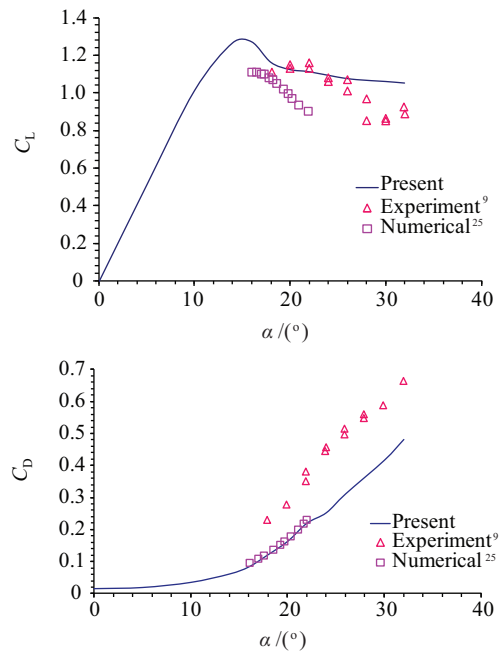 1.4
1.2
1.0
0.8
0.6
0.4
0.2
0
C_L
Present
Experiment⁹
Numerical²⁵
0 10 20 30 40
α /(°)
0.7
0.6
0.5
0.4
0.3
0.2
0.1
0
C_D
Present
Experiment⁹
Numerical²⁵
0 10 20 30 40
α /(°)